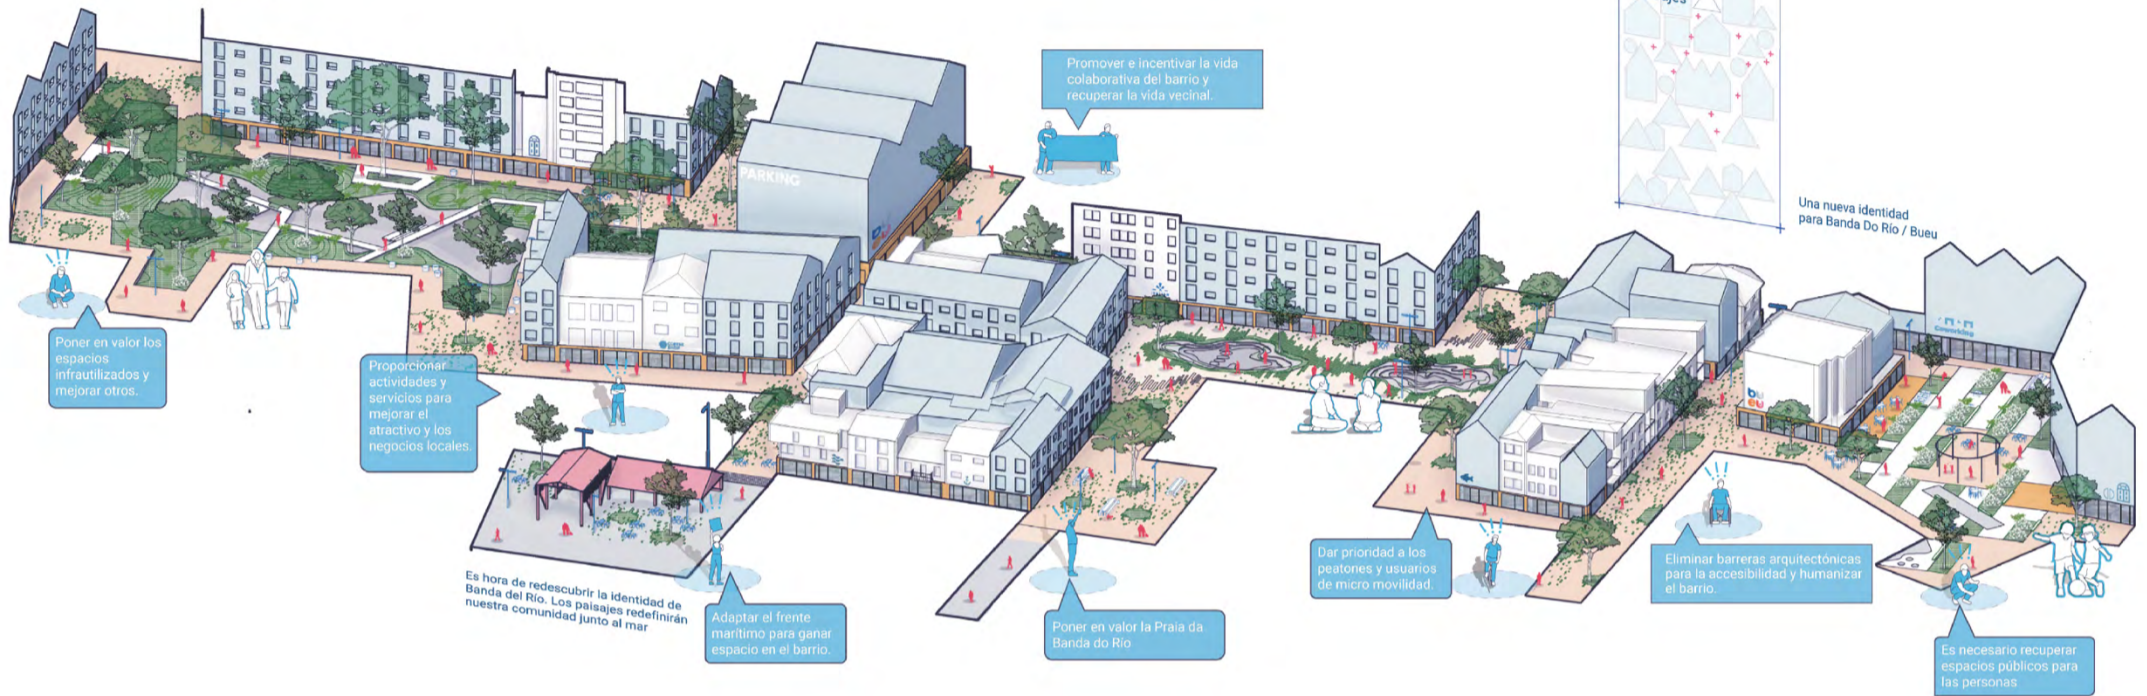 Promover e incentivar la vida
colaborativa del barrio y
recuperar la vida vecinal.
PARKING
Una nueva identidad
para Banda Do Río / Bueu
Poner en valor los
espacios
infrautilizados y
mejorar otros.
Proporcionar
actividades y
servicios para
mejorar el
atractivo y los
negocios locales.
bu
eu
Es hora de redescubrir la identidad de
Banda del Río. Los paisajes redefinirán
nuestra comunidad junto al mar
Adaptar el frente
marítimo para ganar
espacio en el barrio.
Poner en valor la Praia da
Banda do Río
Dar prioridad a los
peatones y usuarios
de micro movilidad.
Eliminar barreras arquitectónicas
para la accesibilidad y humanizar
el barrio.
Es necesario recuperar
espacios públicos para
las personas